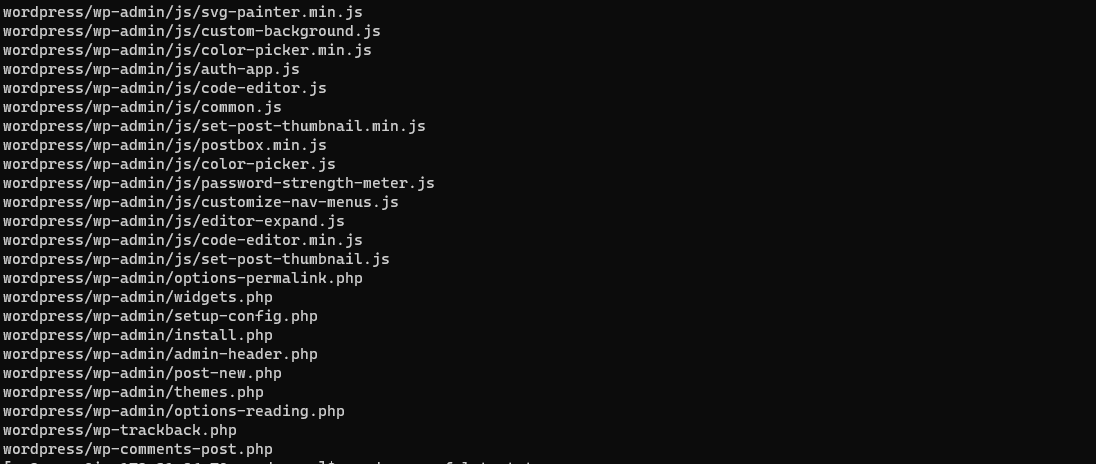 wordpress/wp-admin/js/svg-painter.min.js
wordpress/wp-admin/js/custom-background.js
wordpress/wp-admin/js/color-picker.min.js
wordpress/wp-admin/js/auth-app.js
wordpress/wp-admin/js/code-editor.js
wordpress/wp-admin/js/common.js
wordpress/wp-admin/js/set-post-thumbnail.min.js
wordpress/wp-admin/js/postbox.min.js
wordpress/wp-admin/js/color-picker.js
wordpress/wp-admin/js/password-strength-meter.js
wordpress/wp-admin/js/customize-nav-menus.js
wordpress/wp-admin/js/editor-expand.js
wordpress/wp-admin/js/code-editor.min.js
wordpress/wp-admin/js/set-post-thumbnail.js
wordpress/wp-admin/options-permalink.php
wordpress/wp-admin/widgets.php
wordpress/wp-admin/setup-config.php
wordpress/wp-admin/install.php
wordpress/wp-admin/admin-header.php
wordpress/wp-admin/post-new.php
wordpress/wp-admin/themes.php
wordpress/wp-admin/options-reading.php
wordpress/wp-trackback.php
wordpress/wp-comments-post.php